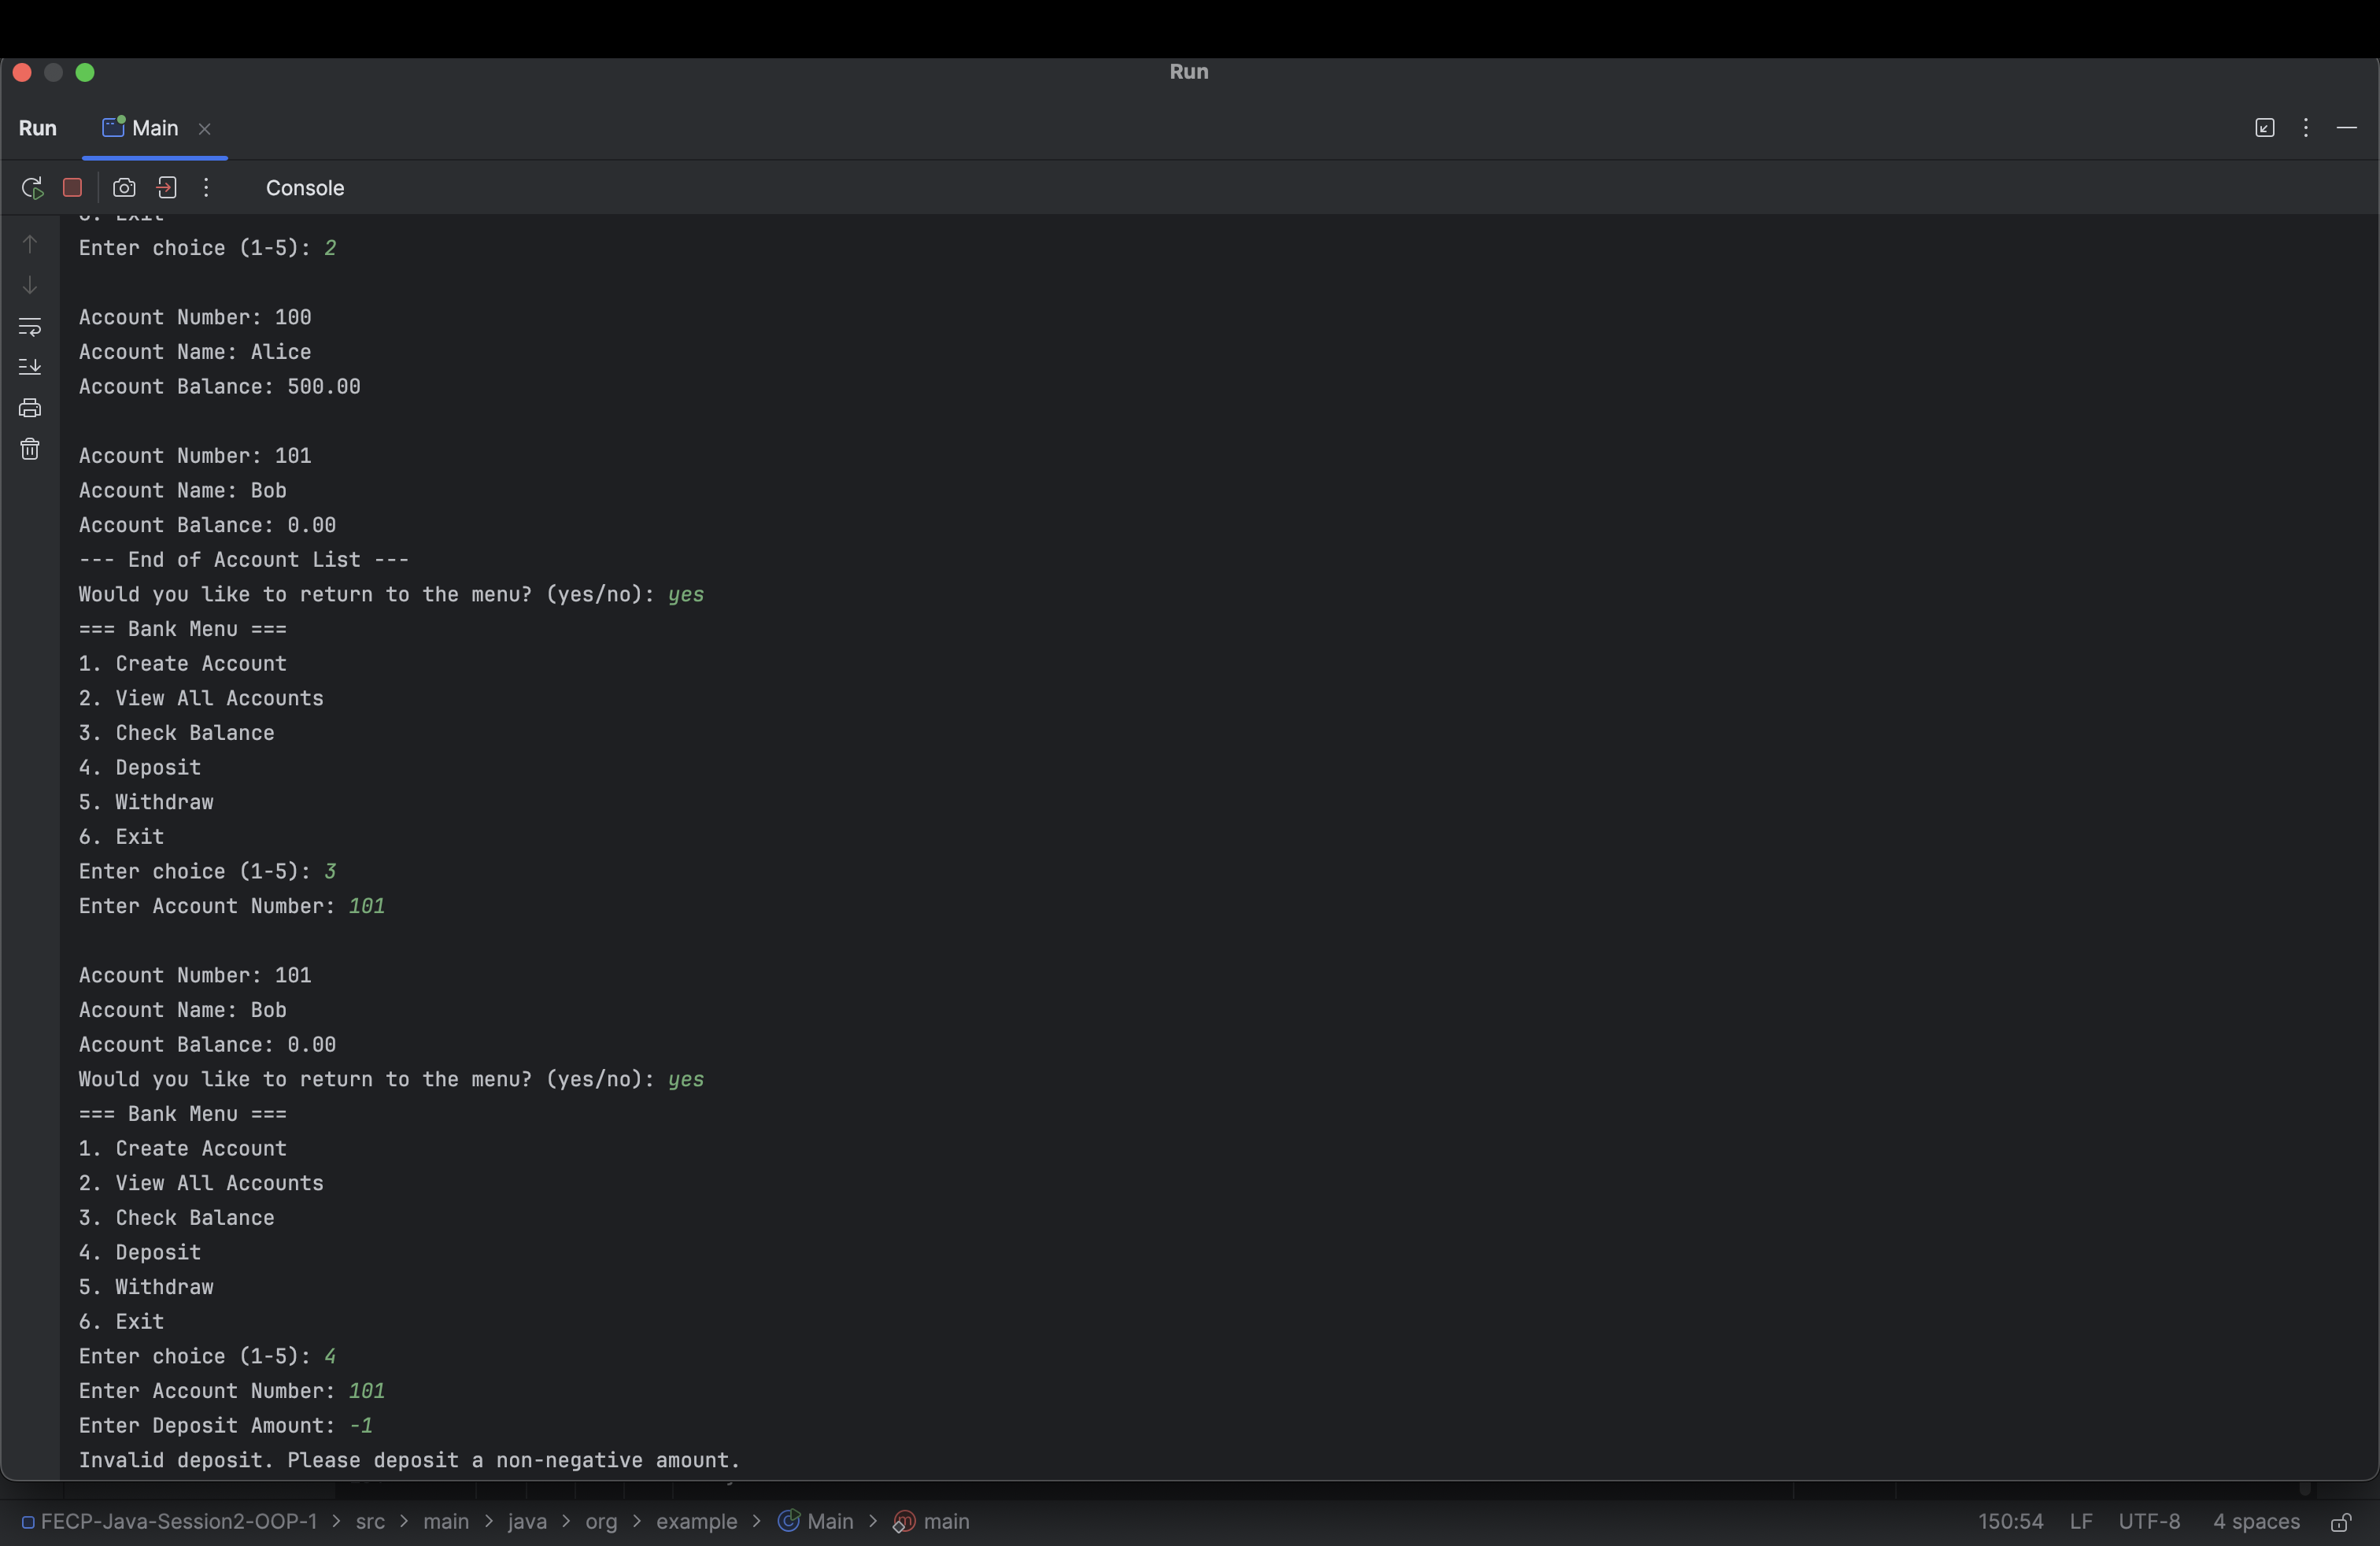 Run
Run Main
Console
6. Exit
Enter choice (1-5): 2
Account Number: 100
Account Name: Alice
Account Balance: 500.00
Account Number: 101
Account Name: Bob
Account Balance: 0.00
--- End of Account List ---
Would you like to return to the menu? (yes/no): yes
=== Bank Menu ===
1. Create Account
2. View All Accounts
3. Check Balance
4. Deposit
5. Withdraw
6. Exit
Enter choice (1-5): 3
Enter Account Number: 101
Account Number: 101
Account Name: Bob
Account Balance: 0.00
Would you like to return to the menu? (yes/no): yes
=== Bank Menu ===
1. Create Account
2. View All Accounts
3. Check Balance
4. Deposit
5. Withdraw
6. Exit
Enter choice (1-5): 4
Enter Account Number: 101
Enter Deposit Amount: -1
Invalid deposit. Please deposit a non-negative amount.
FECP-Java-Session2-OOP-1 > src > main > java > org > example > Main > main 150:54 LF UTF-8 4 spaces